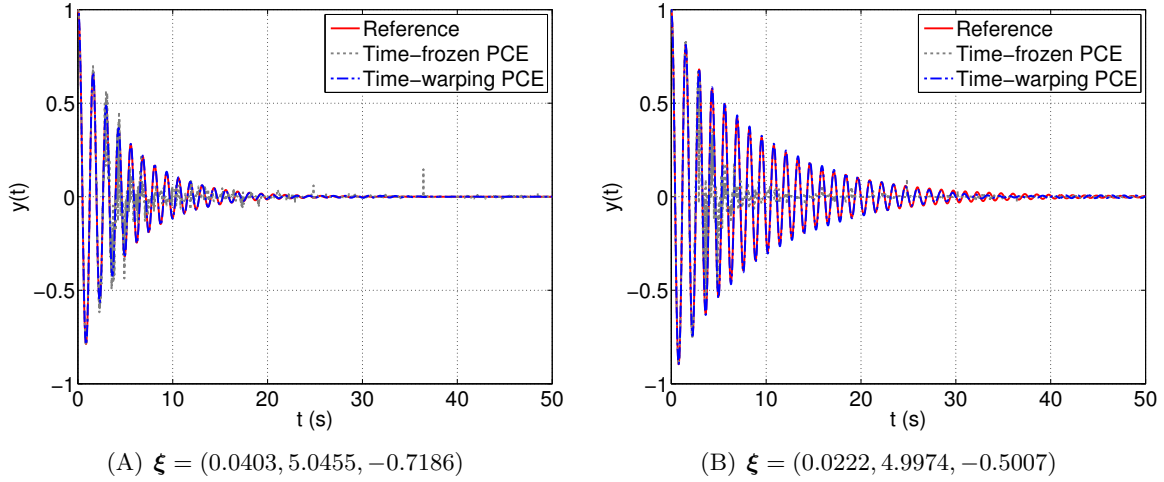 1
0.5
0
−0.5
−1
y(t)
0
10
20
30
40
50
t (s)
Reference
Time−frozen PCE
Time−warping PCE
(A) ξ = (0.0403, 5.0455, −0.7186)
1
0.5
0
−0.5
−1
y(t)
0
10
20
30
40
50
t (s)
Reference
Time−frozen PCE
Time−warping PCE
(B) ξ = (0.0222, 4.9974, −0.5007)